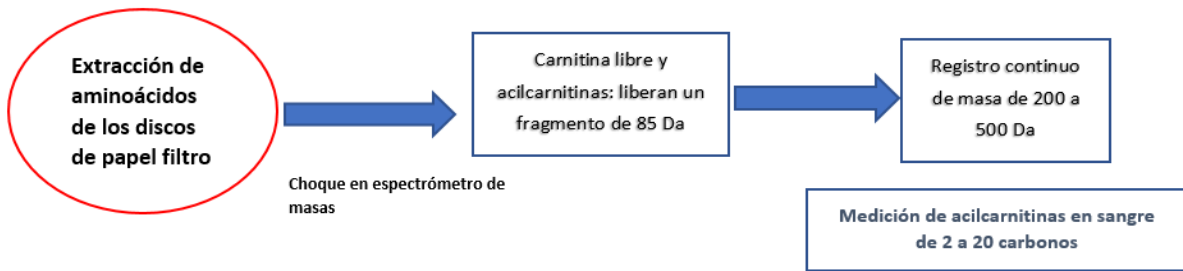 Extracción de
aminoácidos
de los discos
de papel filtro
Choque en espectrómetro de
masas
Carnitina libre y
acilcarnitinas: liberan un
fragmento de 85 Da
Registro continuo
de masa de 200 a
500 Da
Medición de acilcarnitinas en sangre
de 2 a 20 carbonos